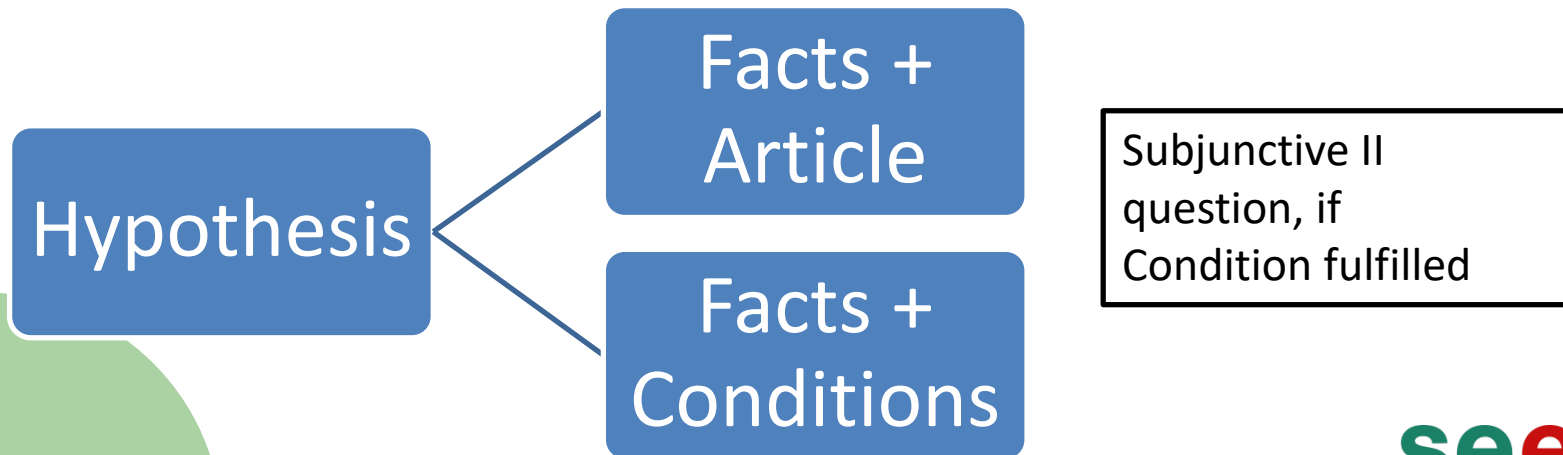 Hypothesis
Facts +
Article
Facts +
Conditions
Subjunctive II
question, if
Condition fulfilled